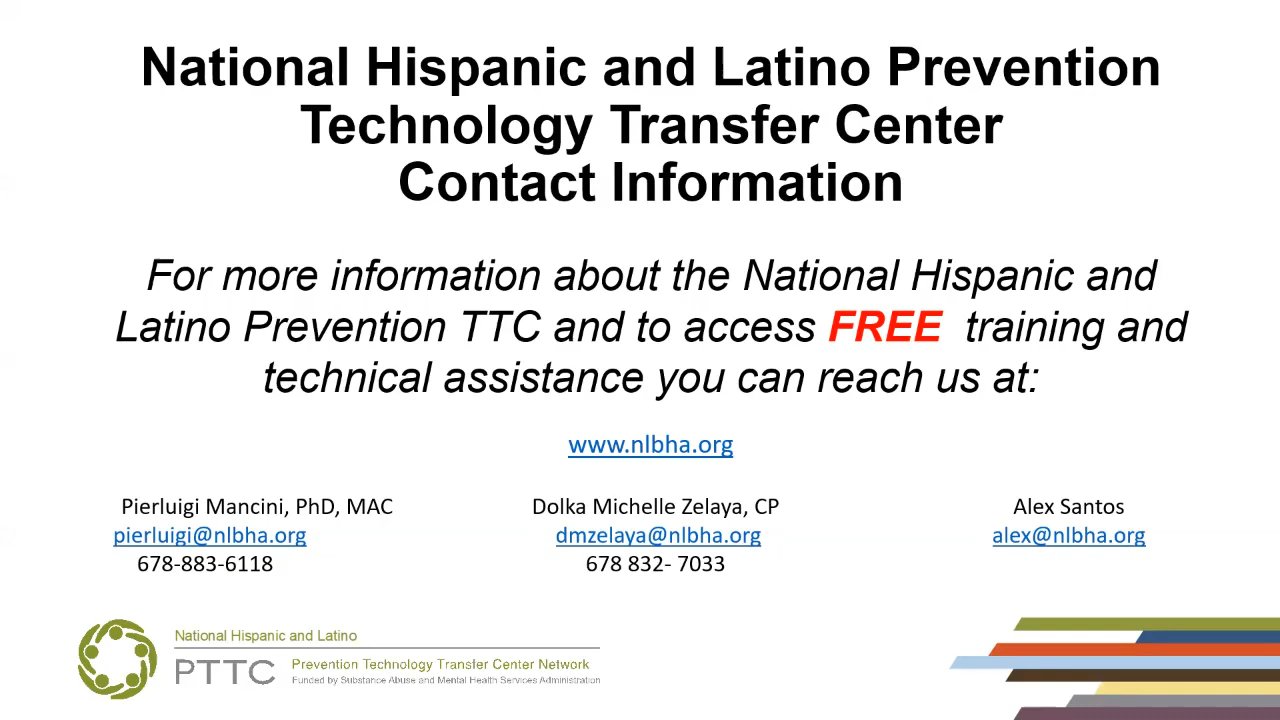 National Hispanic and Latino Prevention
Technology Transfer Center
Contact Information
For more information about the National Hispanic and
Latino Prevention TTC and to access FREE training and
technical assistance you can reach us at:
www.nlbha.org
Pierluigi Mancini, PhD, MAC
pierluigi@nlbha.org
678-883-6118
Dolka Michelle Zelaya, CP
dmzelaya@nlbha.org
678 832- 7033
Alex Santos
alex@nlbha.org
National Hispanic and Latino
PTTC Prevention Technology Transfer Center Network
Funded by Substance Abuse and Mental Health Services Administration